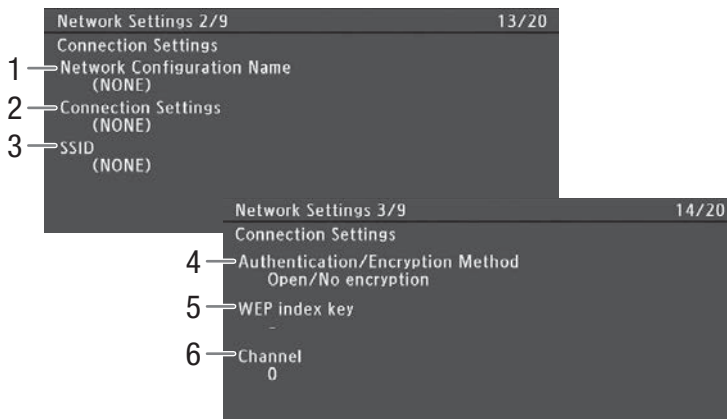 Network Settings 2/9 13/20
Connection Settings
1 Network Configuration Name
(NONE)
2 Connection Settings
(NONE)
3 SSID
(NONE)
Network Settings 3/9 14/20
Connection Settings
4 Authentication/Encryption Method
Open/No encryption
5 WEP index key
–
6 Channel
0